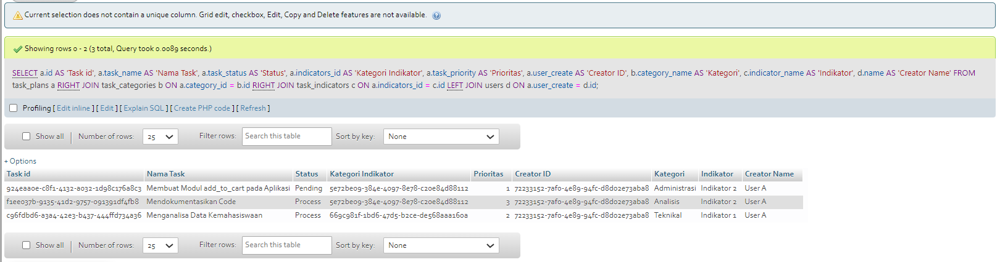 Current selection does not contain a unique column. Grid edit, checkbox, Edit, Copy and Delete features are not available.
Showing rows 0 - 2 (3 total, Query took 0.0089 seconds.)
SELECT a.id AS 'Task id', a.task_name AS 'Nama Task', a.task_status AS 'Status', a.indicators_id AS 'Kategori Indikator', a.task_priority AS 'Prioritas', a.user_create AS 'Creator ID', b.category_name AS 'Kategori', c.indicator_name AS 'Indikator', d.name AS 'Creator Name' FROM
task_plans a RIGHT JOIN task_categories b ON a.category_id = b.id RIGHT JOIN task_indicators c ON a.indicators_id = c.id LEFT JOIN users d ON a.user_create = d.id;
Profiling [ Edit inline ] [ Edit ] [ Explain SQL ] [ Create PHP code ] [ Refresh ]
Show all Number of rows: 25 Filter rows: Search this table Sort by key: None
+ Options
Task id Nama Task Status Kategori Indikator Prioritas Creator ID Kategori Indikator Creator Name
924eaa0e-c8f1-4132-a032-1d98c176a8c3 Membuat Modul add_to_cart pada Aplikasi Pending 5e72be09-384e-4097-8e78-c20e84d88112 1 72233152-7af0-4e89-94fc-d8d02e73aba8 Administrasi Indikator 2 User A
f1ee037b-9135-41d2-9757-091391df4fb8 Mendokumentasikan Code Process 5e72be09-384e-4097-8e78-c20e84d88112 3 72233152-7af0-4e89-94fc-d8d02e73aba8 Analisis Indikator 2 User A
c96fdbd6-a3a4-42e3-b437-444ffd734a36 Menganalisa Data Kemahasiswaan Process 669c981f-1bd6-47d5-b2ce-de568aaa160a 2 72233152-7af0-4e89-94fc-d8d02e73aba8 Teknikal Indikator 1 User A
Show all Number of rows: 25 Filter rows: Search this table Sort by key: None